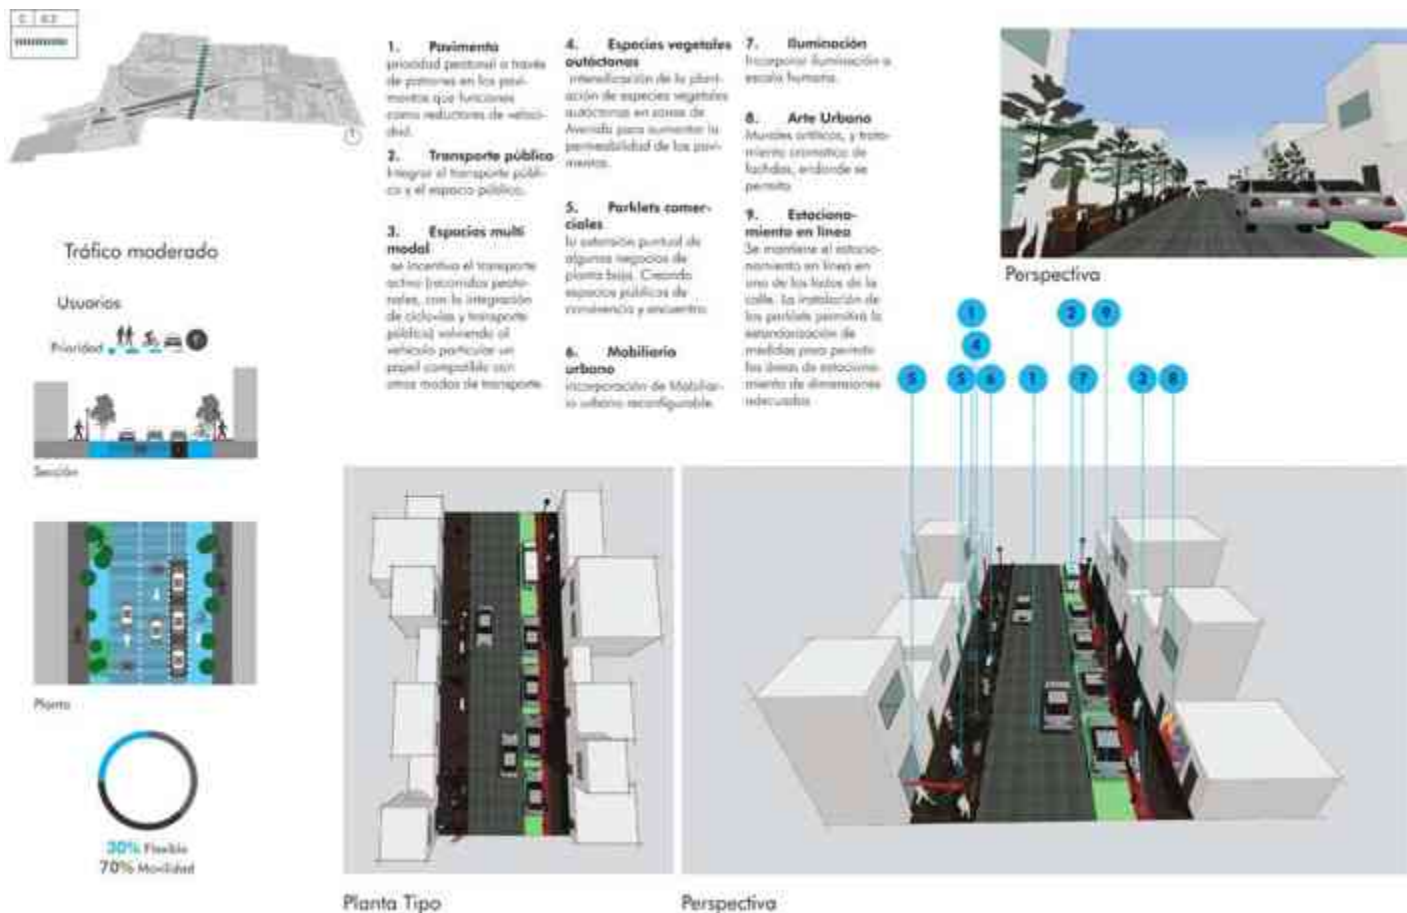 C
1. Pavimento
prioridad peatonal a través
de patrones en los pavi-
mentos que funciones
como reductores de veloci-
dad.
2. Transporte público
Integrar el transporte públi-
co y el espacio público.
3. Espacios multi
modal
se incentiva el transporte
activo (recorridos peato-
nales, con la integración
de ciclovías y transporte
público) volviendo al
vehículo particular un
papel compatible con
otros modos de transporte.
4. Especies vegetales
autóctonas
intensificación de la plant-
ación de especies vegetales
autóctonas en zonas de
Avenida para aumentar la
permeabilidad de los pavi-
mentos.
5. Parklets comer-
ciales
la extensión puntual de
algunos negocios de
planta baja. Creando
espacios públicos de
convivencia y encuentro
6. Mobiliario
urbano
incorporación de Mobiliar-
io urbano reconfigurable
7. Iluminación
Incorporar iluminación a
escala humana.
8. Arte Urbano
Murales artísticos, y trata-
miento cromático de
fachdas, endonde se
permita
9. Estaciona-
miento en línea
Se mantiene el estacio-
namiento en línea en
uno de los lados de la
calle. La instalación de
los parklets permitirá la
estandarización de
medidas para permitir
las áreas de estaciona-
miento de dimensiones
adecuadas
Perspectiva
Tráfico moderado
Usuarios
Prioridad
Sección
Planta
30% Flexible
70% Movilidad
1 2 9
4
5 5 6 1 7 3 8
Planta Tipo
Perspectiva